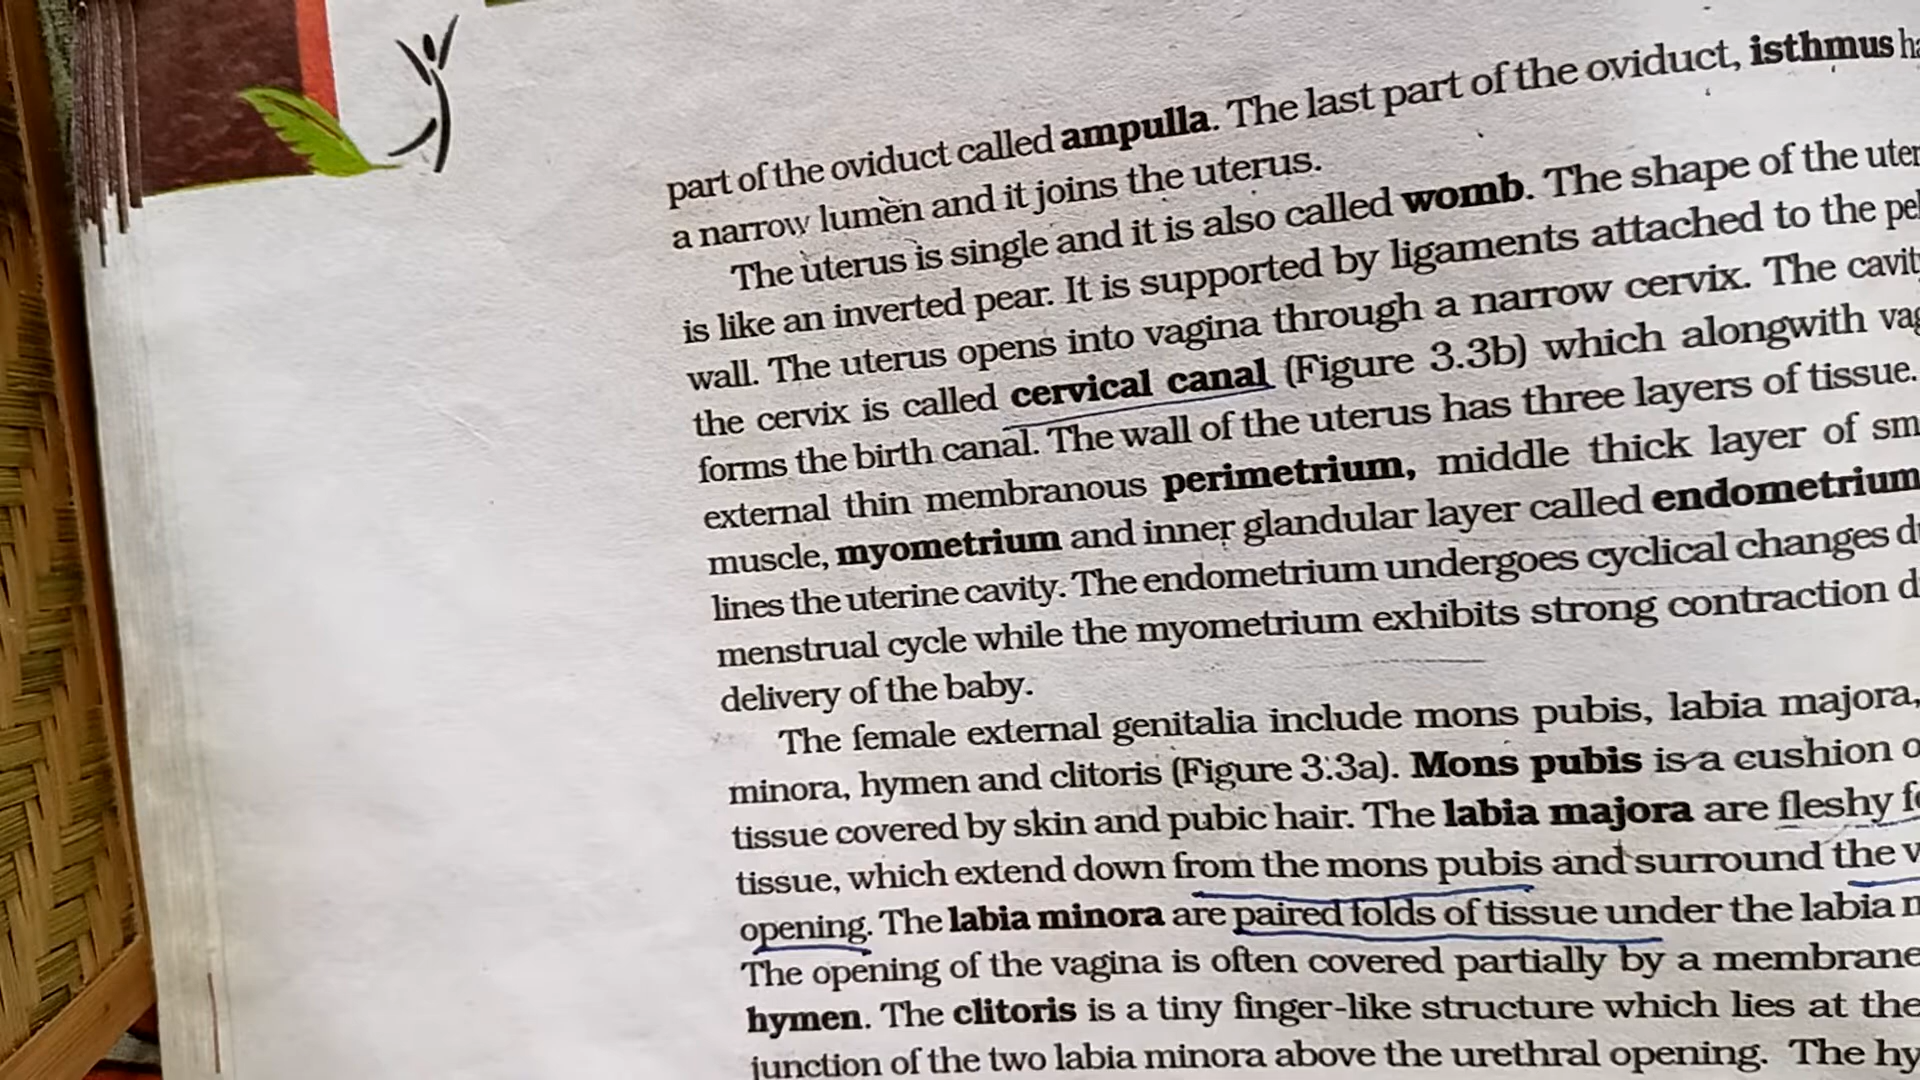 part of the oviduct called ampulla. The last part of the oviduct, isthmus
a narrow lumen and it joins the uterus.
The uterus is single and it is also called womb. The shape of the
is like an inverted pear. It is supported by ligaments attached to the
wall. The uterus opens into vagina through a narrow cervix. The
the cervix is called cervical canal (Figure 3.3b) which alongwith
forms the birth canal. The wall of the uterus has three layers of tissue.
external thin membranous perimetrium, middle thick layer of
muscle, myometrium and inner glandular layer called endometrium
lines the uterine cavity. The endometrium undergoes cyclical changes
menstrual cycle while the myometrium exhibits strong contraction
delivery of the baby.
The female external genitalia include mons pubis, labia majora,
minora, hymen and clitoris (Figure 3.3a). Mons pubis is a cushion
tissue covered by skin and pubic hair. The labia majora are fleshy
tissue, which extend down from the mons pubis and surround the
opening. The labia minora are paired folds of tissue under the labia
The opening of the vagina is often covered partially by a membrane
hymen. The clitoris is a tiny finger-like structure which lies at the
junction of the two labia minora above the urethral opening. The